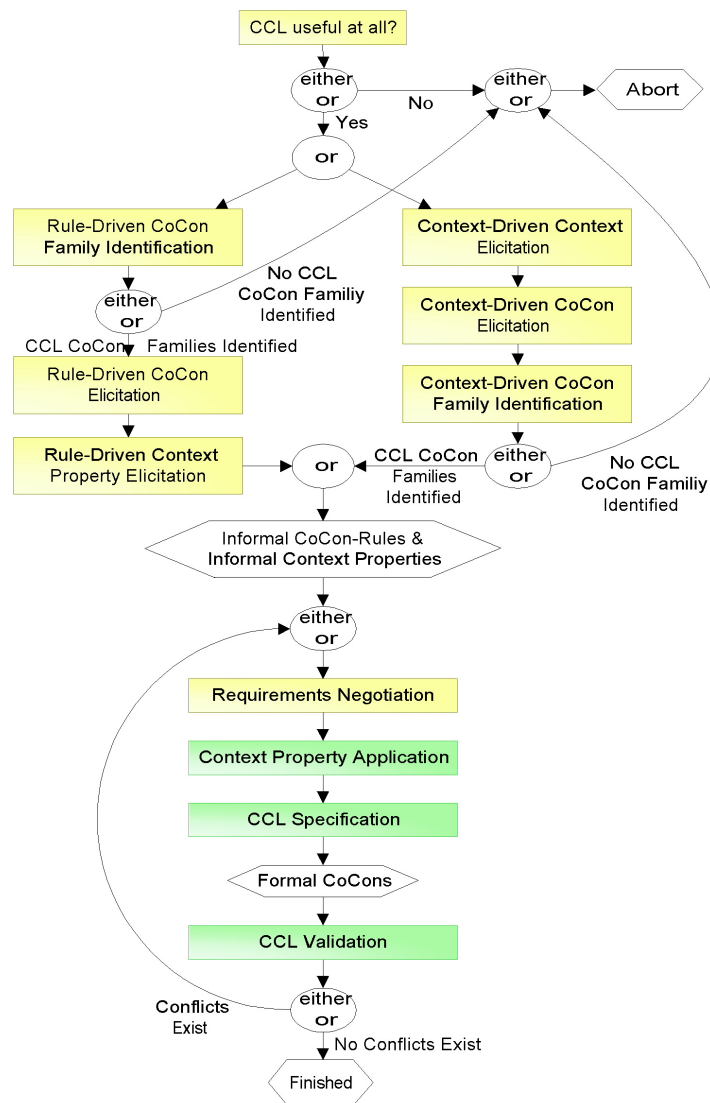 CCL useful at all?
either
or
No
either
or
Abort
Yes
or
Rule-Driven CoCon
Family Identification
Context-Driven Context
Elicitation
No CCL
CoCon Familiy
Identified
either
or
Context-Driven CoCon
Elicitation
CCL CoCon Families Identified
Rule-Driven CoCon
Elicitation
Context-Driven CoCon
Family Identification
Rule-Driven Context
Property Elicitation
or
CCL CoCon
Families
Identified
either
or
No CCL
CoCon Familiy
Identified
Informal CoCon-Rules &
Informal Context Properties
either
or
Requirements Negotiation
Context Property Application
CCL Specification
Formal CoCons
CCL Validation
either
or
Conflicts
Exist
No Conflicts Exist
Finished